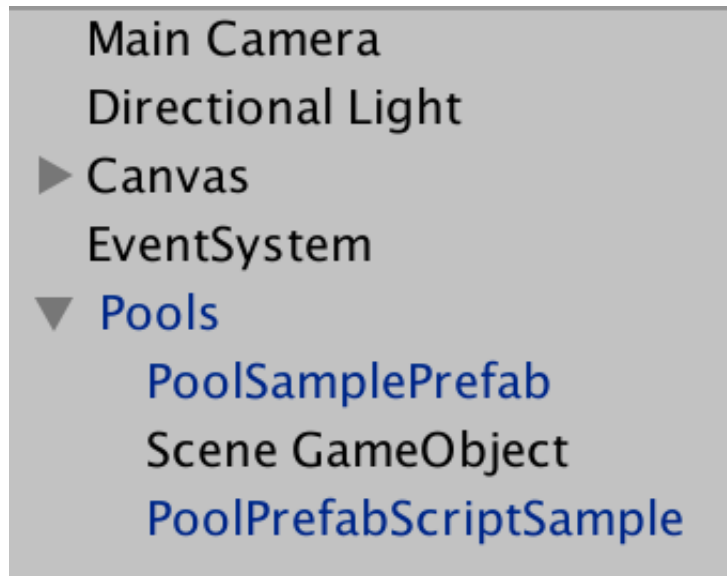 Main Camera
Directional Light
Canvas
EventSystem
Pools
PoolSamplePrefab
Scene GameObject
PoolPrefabScriptSample